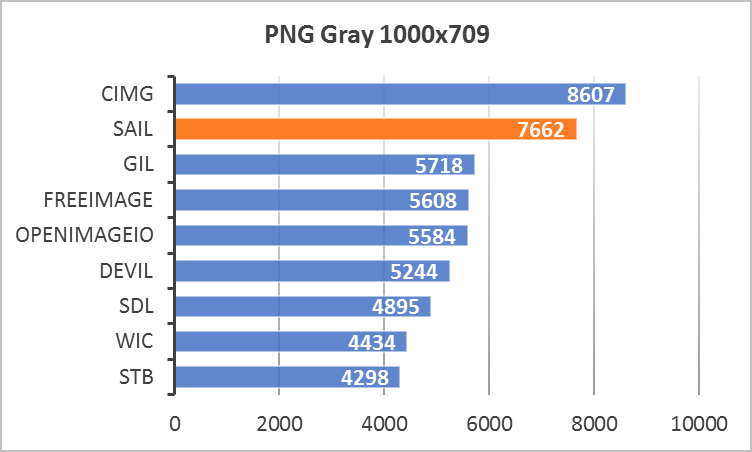 PNG Gray 1000x709
CIMG 8607
SAIL 7662
GIL 5718
FREEIMAGE 5608
OPENIMAGEIO 5584
DEVIL 5244
SDL 4895
WIC 4434
STB 4298
0 2000 4000 6000 8000 10000